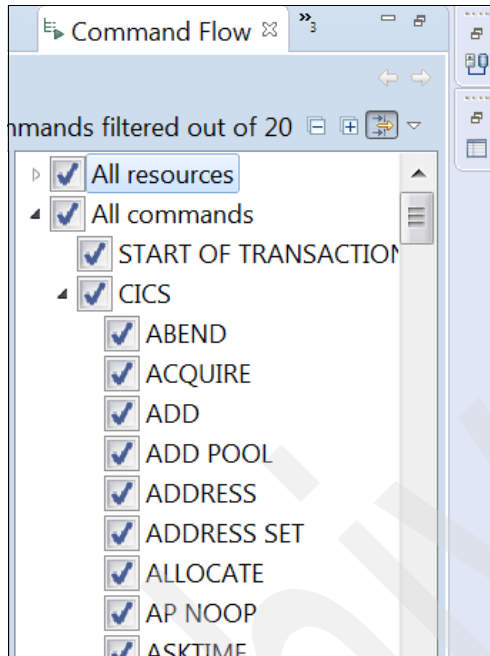 Command Flow
»3
mmands filtered out of 20
All resources
All commands
START OF TRANSACTION
CICS
ABEND
ACQUIRE
ADD
ADD POOL
ADDRESS
ADDRESS SET
ALLOCATE
AP NOOP
ASKTIME